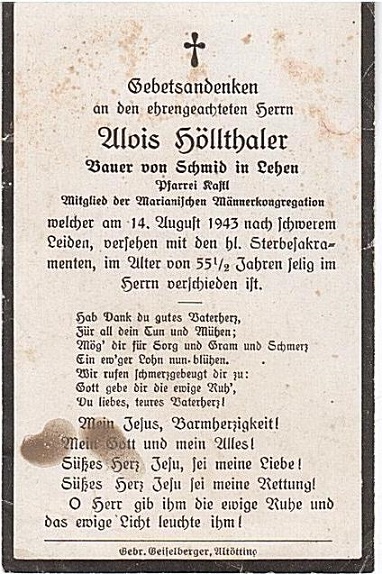 Gebetsandenken
an den ehrengeachteten Herrn
Alois Höllthaler
Bauer von Schmid in Lehen
Pfarrei Kastl
Mitglied der Marianischen Männerkongregation
welcher am 14. August 1943 nach schwerem
Leiden, versehen mit den hl. Sterbesakra-
menten, im Alter von 55 1/2 Jahren selig im
Herrn verschieden ist.
Hab Dank du gutes Vaterherz,
Für all dein Tun und Mühen;
Mög' dir für Sorg und Gram und Schmerz
Ein ew'ger Lohn nun blühen.
Wir rufen schmerzgebeugt dir zu:
Gott gebe dir die ewige Ruh',
Du liebes, teures Vaterherz!
Mein Jesus, Barmherzigkeit!
Mein Gott und mein Alles!
Süßes Herz Jesu, sei meine Liebe!
Süßes Herz Jesu sei meine Rettung!
O Herr gib ihm die ewige Ruhe und
das ewige Licht leuchte ihm!
Gebr. Geiselberger, Altötting